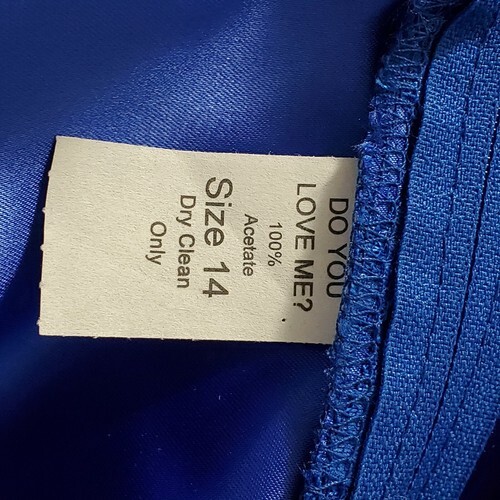 DO YOU
LOVE ME?
100%
Acetate
Size 14
Dry Clean
Only